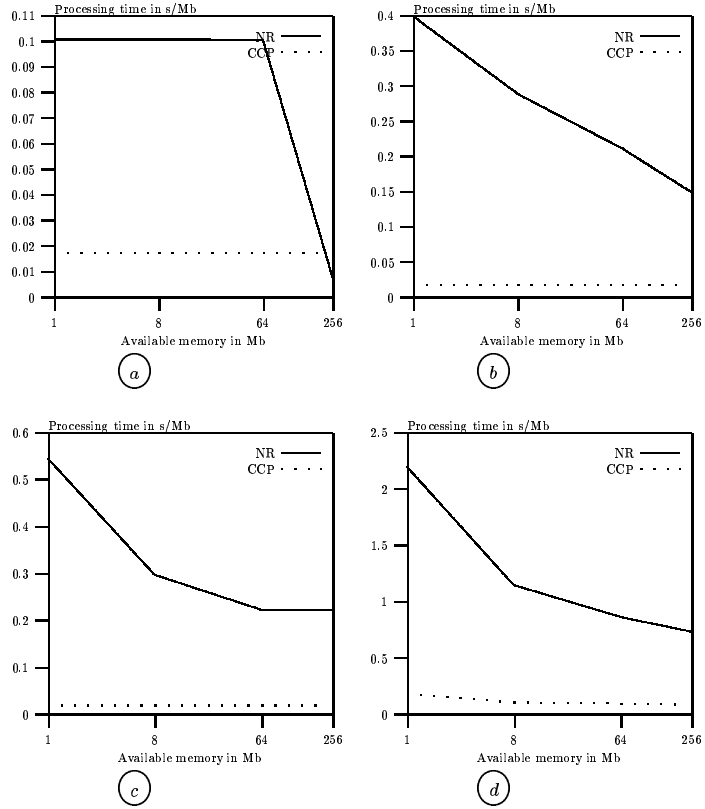 Processing time in s/Mb
0.11
0.1
0.09
0.08
0.07
0.06
0.05
0.04
0.03
0.02
0.01
0
NR
CCP
1 8 64 256
Available memory in Mb
a
Processing time in s/Mb
0.4
0.35
0.3
0.25
0.2
0.15
0.1
0.05
0
NR
CCP
1 8 64 256
Available memory in Mb
b
Processing time in s/Mb
0.6
0.5
0.4
0.3
0.2
0.1
0
NR
CCP
1 8 64 256
Available memory in Mb
c
Processing time in s/Mb
2.5
2
1.5
1
0.5
0
NR
CCP
1 8 64 256
Available memory in Mb
d